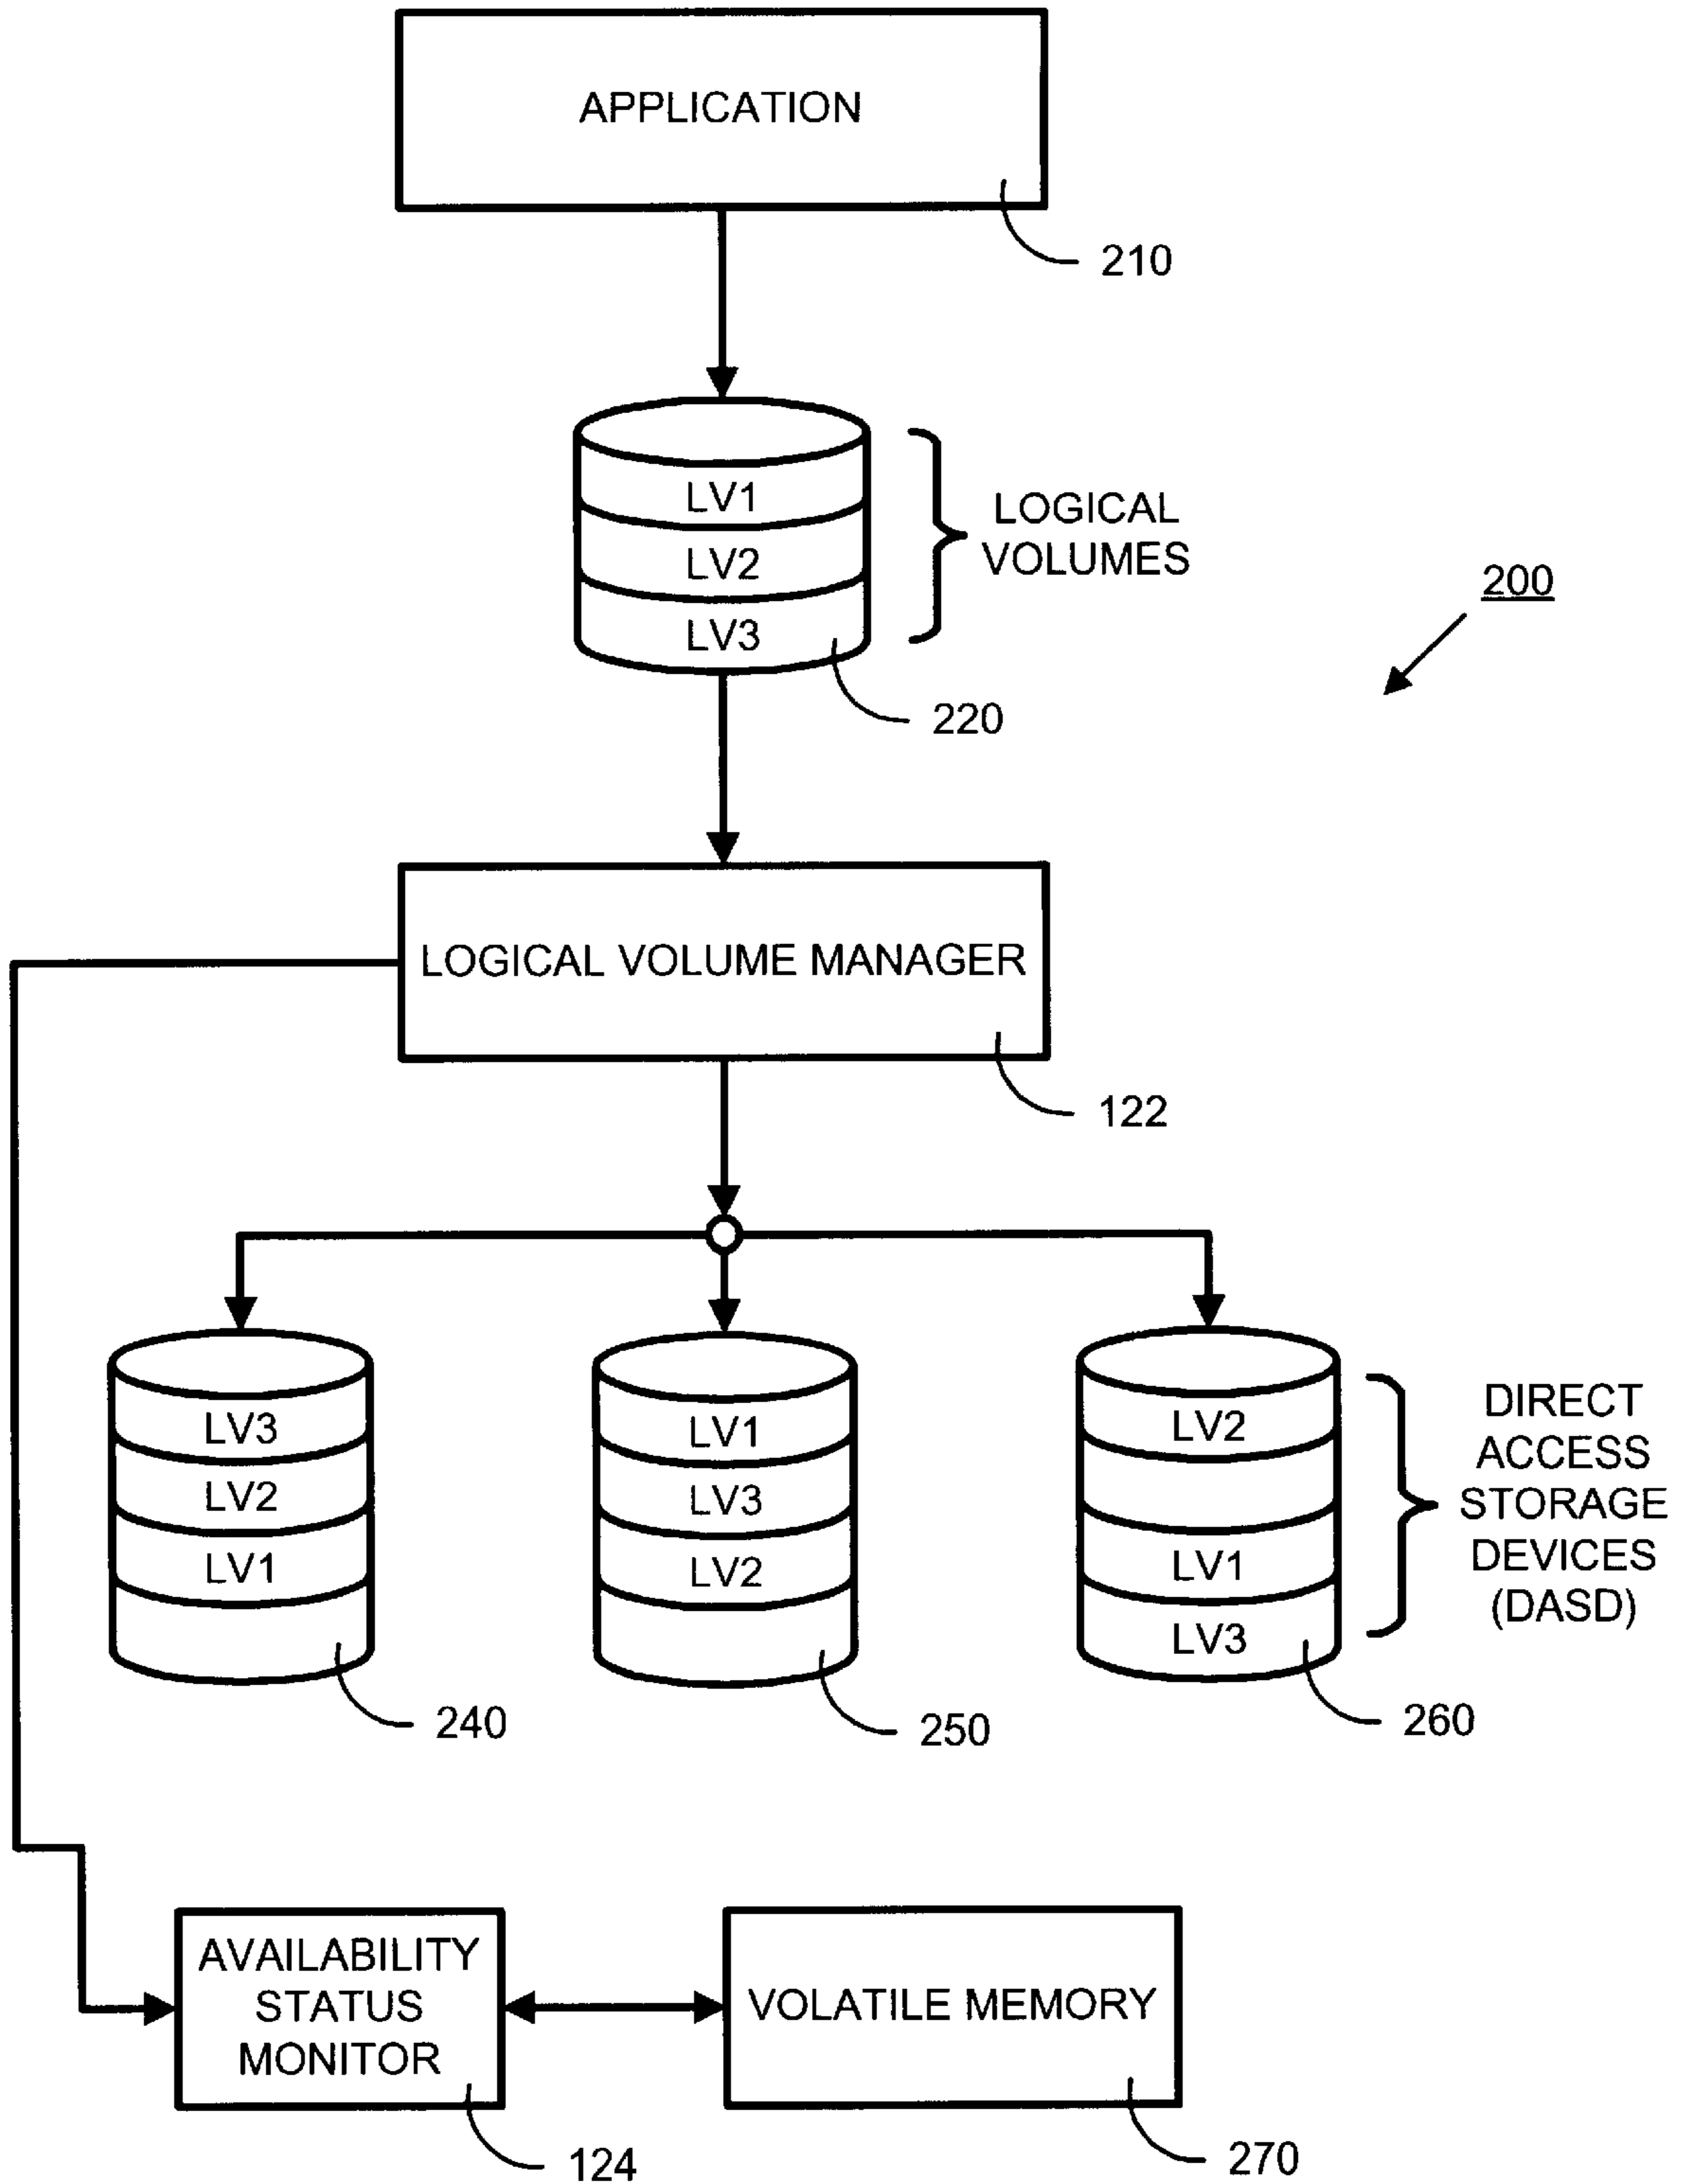 APPLICATION
210
LV1
LV2
LV3
LOGICAL
VOLUMES
200
220
LOGICAL VOLUME MANAGER
122
LV3
LV2
LV1
240
LV1
LV3
LV2
250
LV2
LV1
LV3
260
DIRECT
ACCESS
STORAGE
DEVICES
(DASD)
AVAILABILITY
STATUS
MONITOR
124
VOLATILE MEMORY
270